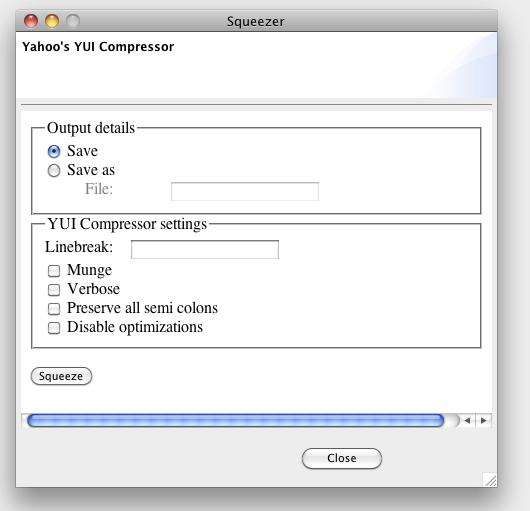 Squeezer
Yahoo's YUI Compressor
Output details
Save
Save as
File:
YUI Compressor settings
Linebreak:
Munge
Verbose
Preserve all semi colons
Disable optimizations
Squeeze
Close